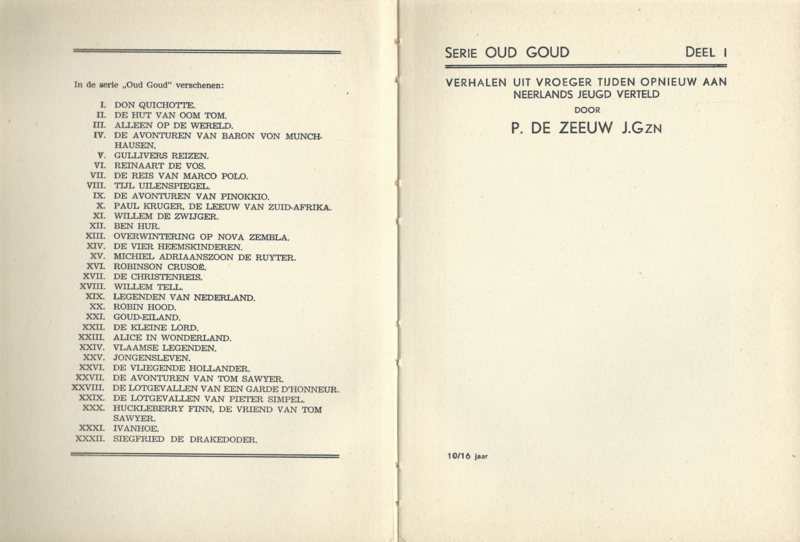 In de serie „Oud Goud" verschenen:
I. DON QUICHOTTE.
II. DE HUT VAN OOM TOM.
III. ALLEEN OP DE WERELD.
IV. DE AVONTUREN VAN BARON VON MUNCH-
HAUSEN.
V. GULLIVERS REIZEN.
VI. REINAART DE VOS.
VII. DE REIS VAN MARCO POLO.
VIII. TIJL UILENSPIEGEL.
IX. DE AVONTUREN VAN PINOKKIO.
X. PAUL KRUGER, DE LEEUW VAN ZUID-AFRIKA.
XI. WILLEM DE ZWIJGER.
XII. BEN HUR.
XIII. OVERWINTERING OP NOVA ZEMBLA.
XIV. DE VIER HEEMSKINDEREN.
XV. MICHIEL ADRIAANSZOON DE RUYTER.
XVI. ROBINSON CRUSOË.
XVII. DE CHRISTENREIS.
XVIII. WILLEM TELL.
XIX. LEGENDEN VAN NEDERLAND.
XX. ROBIN HOOD.
XXI. GOUD-EILAND.
XXII. DE KLEINE LORD.
XXIII. ALICE IN WONDERLAND.
XXIV. VLAAMSE LEGENDEN.
XXV. JONGENSLEVEN.
XXVI. DE VLIEGENDE HOLLANDER.
XXVII. DE AVONTUREN VAN TOM SAWYER.
XXVIII. DE LOTGEVALLEN VAN EEN GARDE D'HONNEUR.
XXIX. DE LOTGEVALLEN VAN PIETER SIMPEL.
XXX. HUCKLEBERRY FINN, DE VRIEND VAN TOM
SAWYER.
XXXI. IVANHOE.
XXXII. SIEGFRIED DE DRAKEDODER.
SERIE OUD GOUD DEEL I
VERHALEN UIT VROEGER TIJDEN OPNIEUW AAN
NEERLANDS JEUGD VERTELD
DOOR
P. DE ZEEUW J.GZN
10/16 jaar